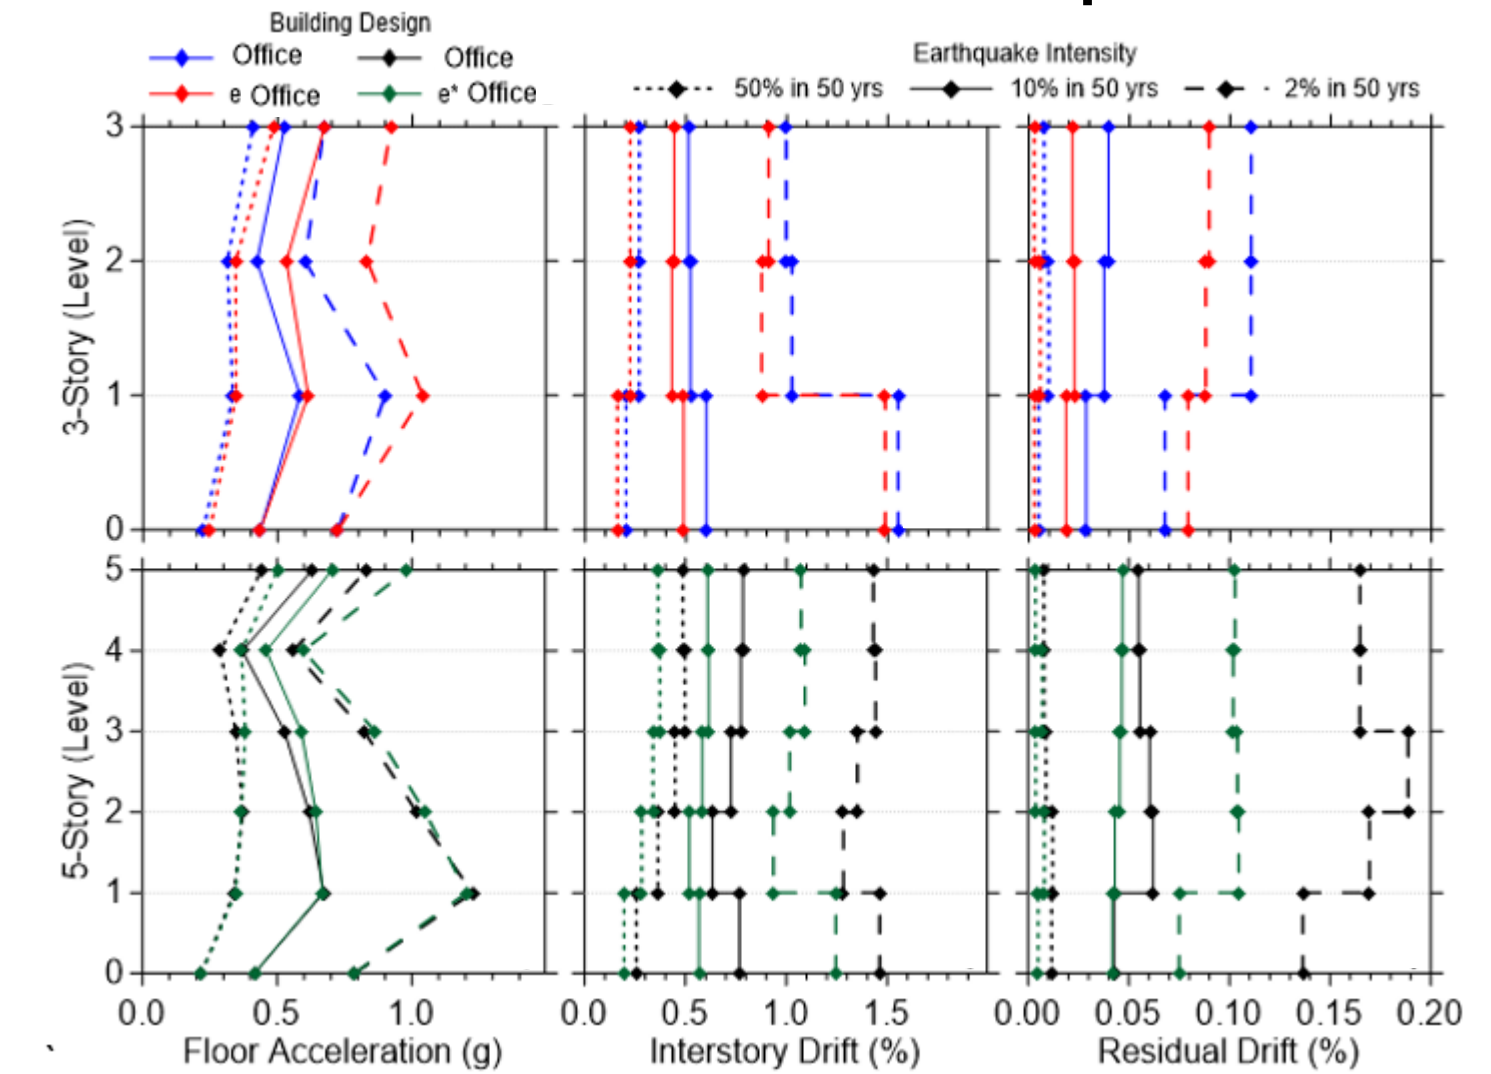 Building Design
Office Office
e Office e* Office
Earthquake Intensity
50% in 50 yrs 10% in 50 yrs 2% in 50 yrs
3-Story (Level)
3
2
1
0
5-Story (Level)
5
4
3
2
1
0
0.0 0.5 1.0 0.0 0.5 1.0 1.5 0.00 0.05 0.10 0.15 0.20
Floor Acceleration (g) Interstory Drift (%) Residual Drift (%)